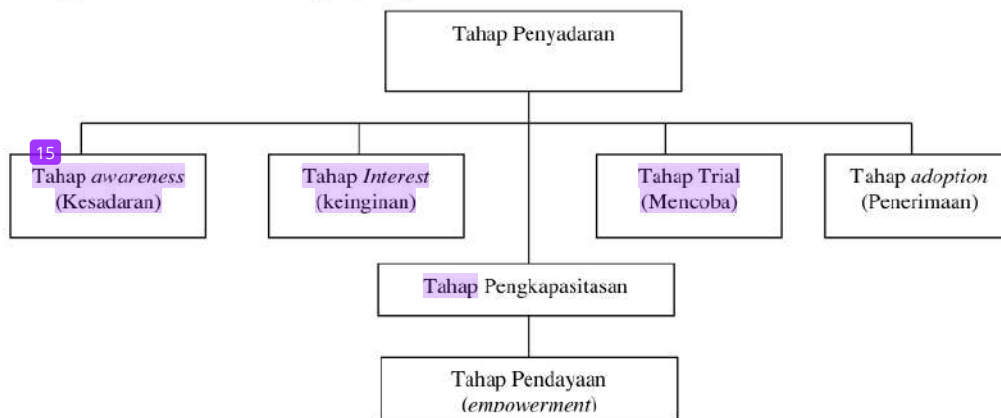 Tahap Penyadaran
15
Tahap awareness
(Kesadaran)
Tahap Interest
(keinginan)
Tahap Trial
(Mencoba)
Tahap adoption
(Penerimaan)
Tahap Pengkapasitasan
Tahap Pendayaan
(empowerment)